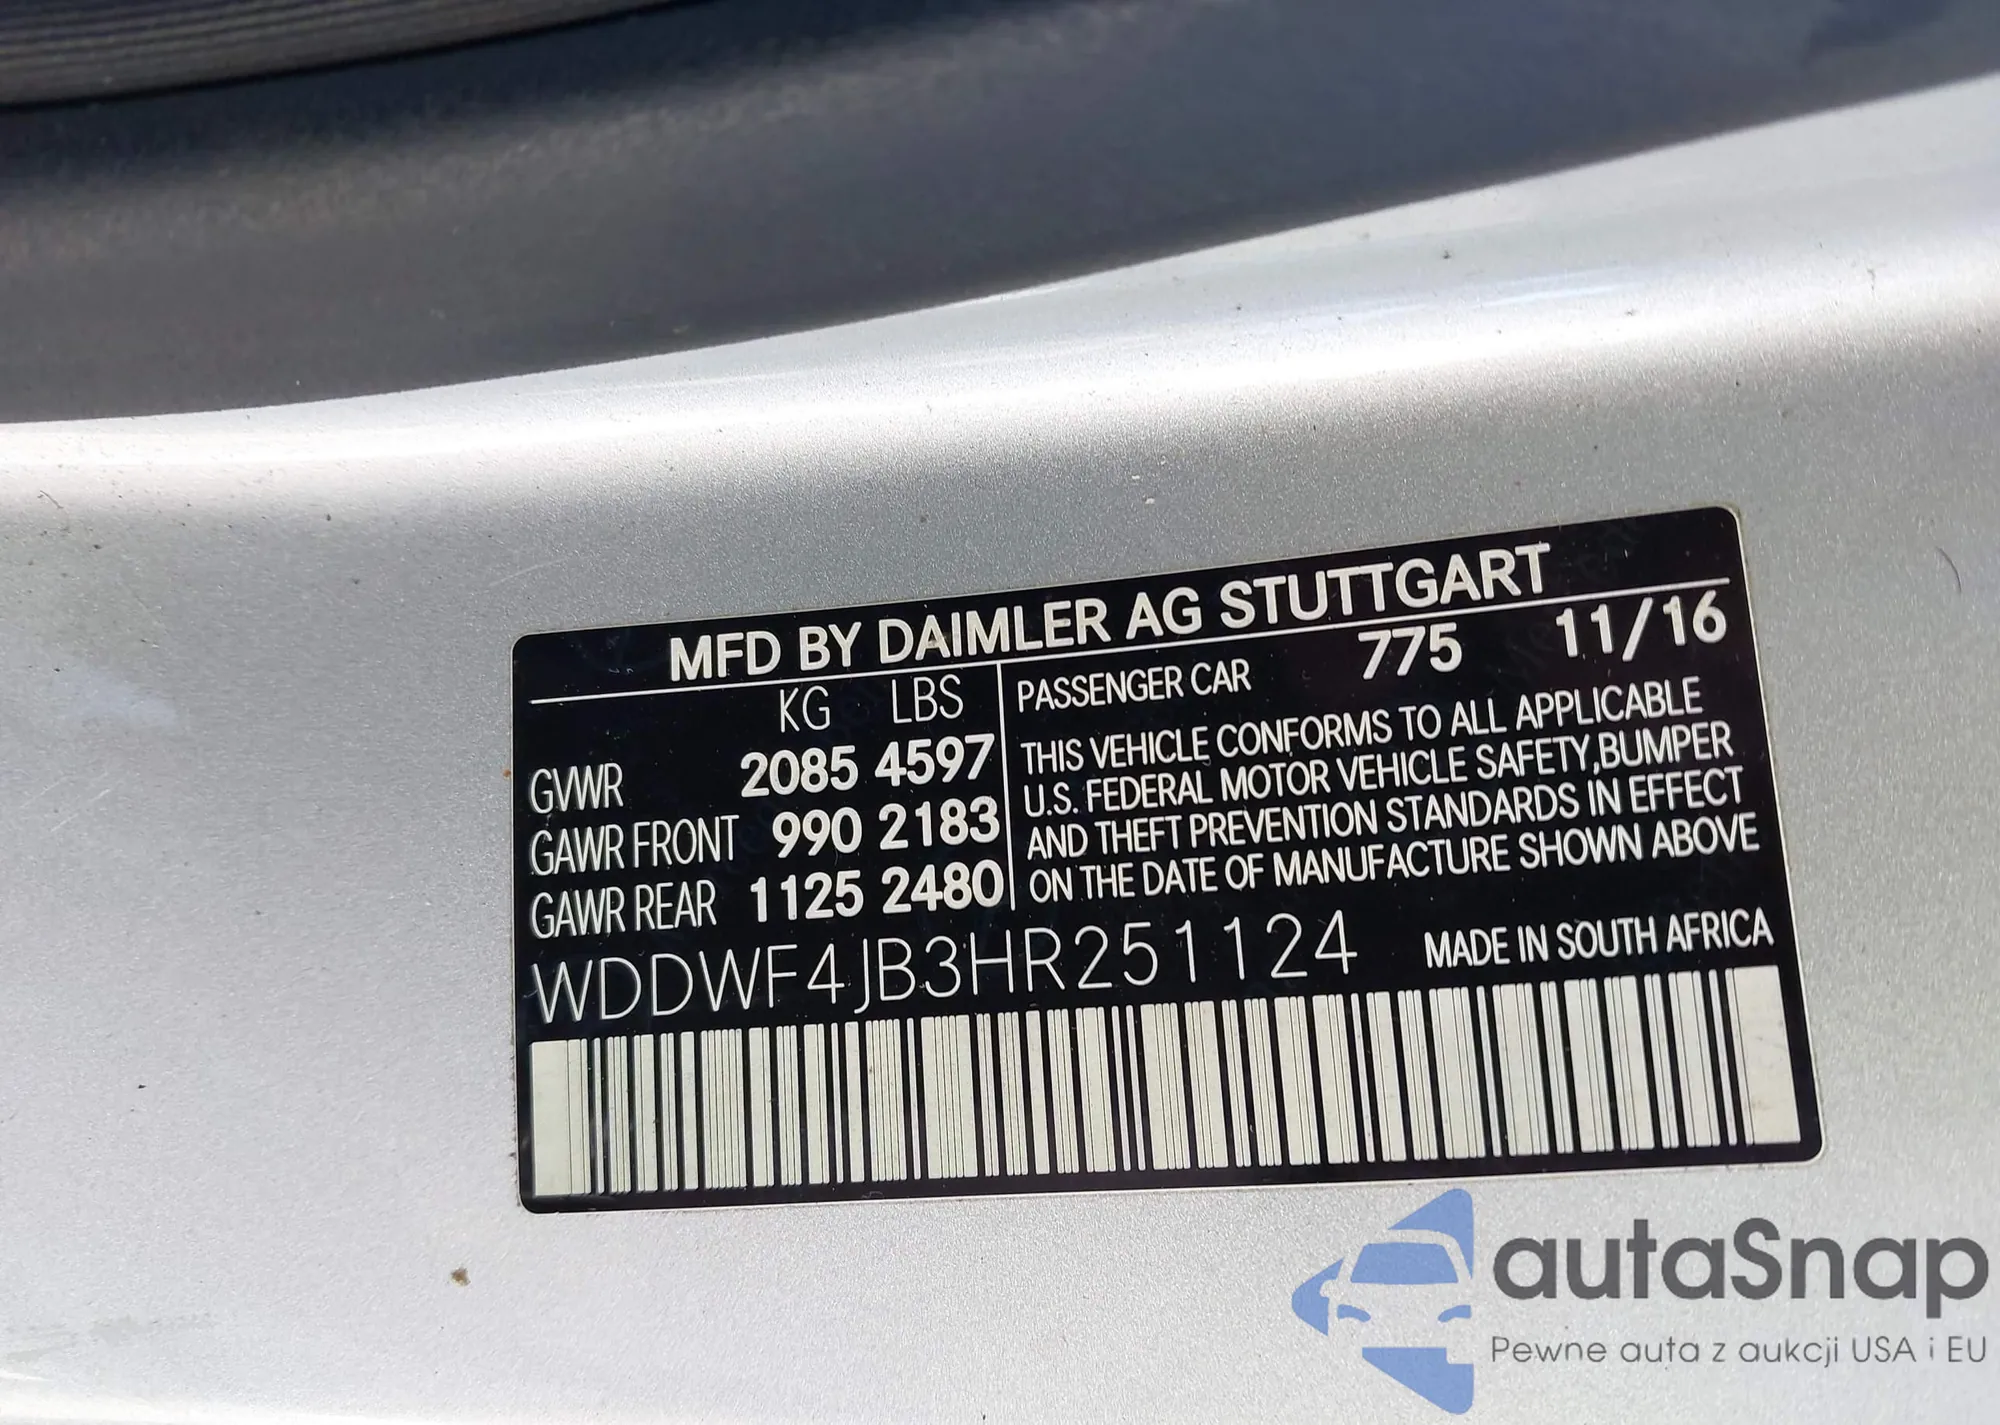 MFD BY DAIMLER AG STUTTGART
KG LBS
GVWR 2085 4597
GAWR FRONT 990 2183
GAWR REAR 1125 2480
PASSENGER CAR 775 11/16
THIS VEHICLE CONFORMS TO ALL APPLICABLE
U.S. FEDERAL MOTOR VEHICLE SAFETY,BUMPER
AND THEFT PREVENTION STANDARDS IN EFFECT
ON THE DATE OF MANUFACTURE SHOWN ABOVE
WDDWF4JB3HR251124 MADE IN SOUTH AFRICA
autaSnap
Pewne auta z aukcji USA i EU